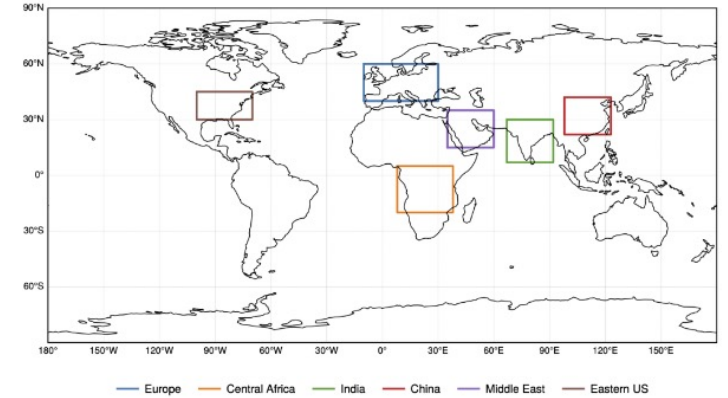 90°N
60°N
30°N
0°
30°S
60°S
180° 150°W 120°W 90°W 60°W 30°W 0° 30°E 60°E 90°E 120°E 150°E
Europe Central Africa India China Middle East Eastern US